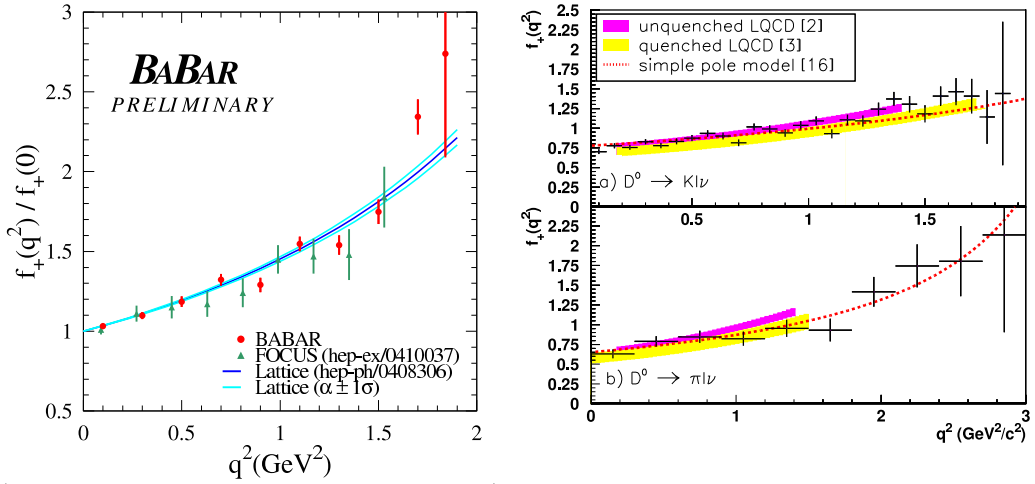 3
2.5
2
1.5
1
0.5
0
0
0.5
1
1.5
2
f₊(q²) / f₊(0)
q²(GeV²)
BABAR
PRELIMINARY
BABAR
FOCUS (hep-ex/0410037)
Lattice (hep-ph/0408306)
Lattice (α ± 1σ)
f₊(q²)
2.5
2.25
2
1.75
1.5
1.25
1
0.75
0.5
0.25
0
unquenched LQCD [2]
quenched LQCD [3]
simple pole model [16]
a) D⁰ → Klν
0.5
1
1.5
f₊(q²)
2.5
2.25
2
1.75
1.5
1.25
1
0.75
0.5
0.25
0
b) D⁰ → πlν
0
1
2
3
q² (GeV²/c²)